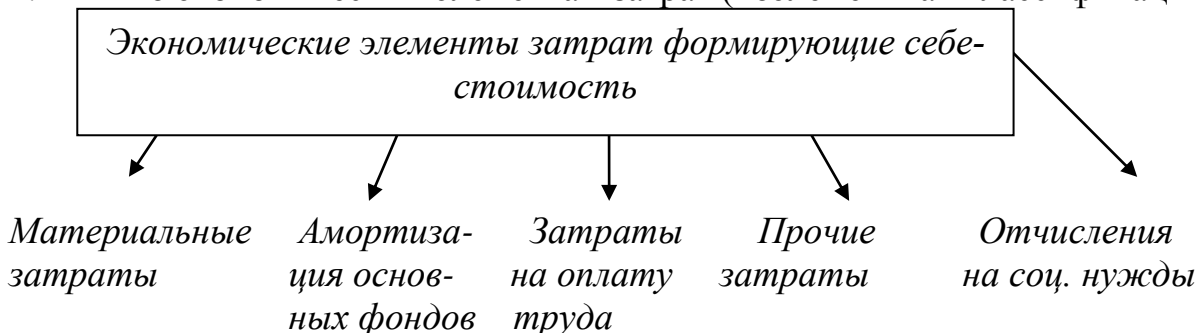 Экономические элементы затрат формирующие себе-
стоимость
Материальные Амортиза- Затраты Прочие Отчисления
затраты ция основ- на оплату затраты на соц. нужды
ных фондов труда